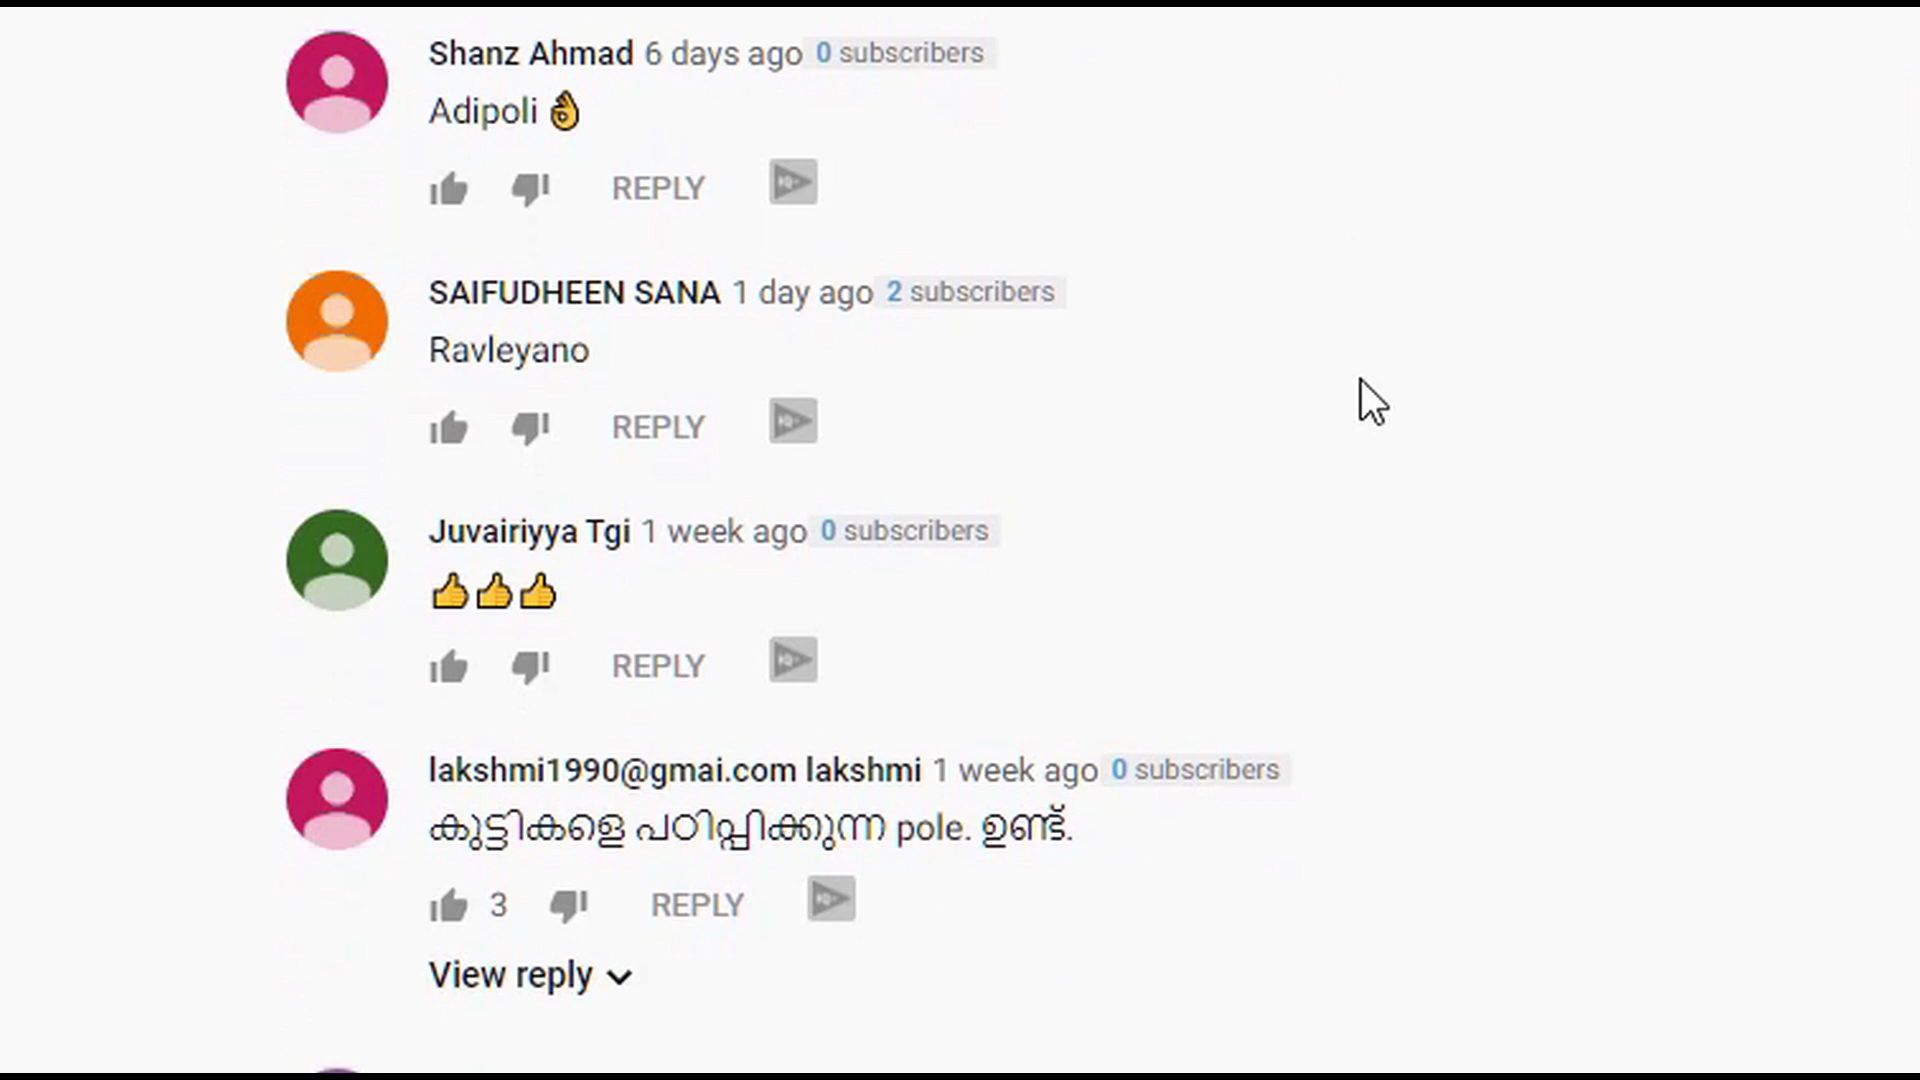 Shanz Ahmad 6 days ago 0 subscribers
Adipoli 👌
REPLY
SAIFUDHEEN SANA 1 day ago 2 subscribers
Ravleyano
REPLY
Juvairiyya Tgi 1 week ago 0 subscribers
👍👍👍
REPLY
lakshmi1990@gmai.com lakshmi 1 week ago 0 subscribers
കുട്ടികളെ പഠിപ്പിക്കുന്ന pole. ഉണ്ട്.
3 REPLY
View reply